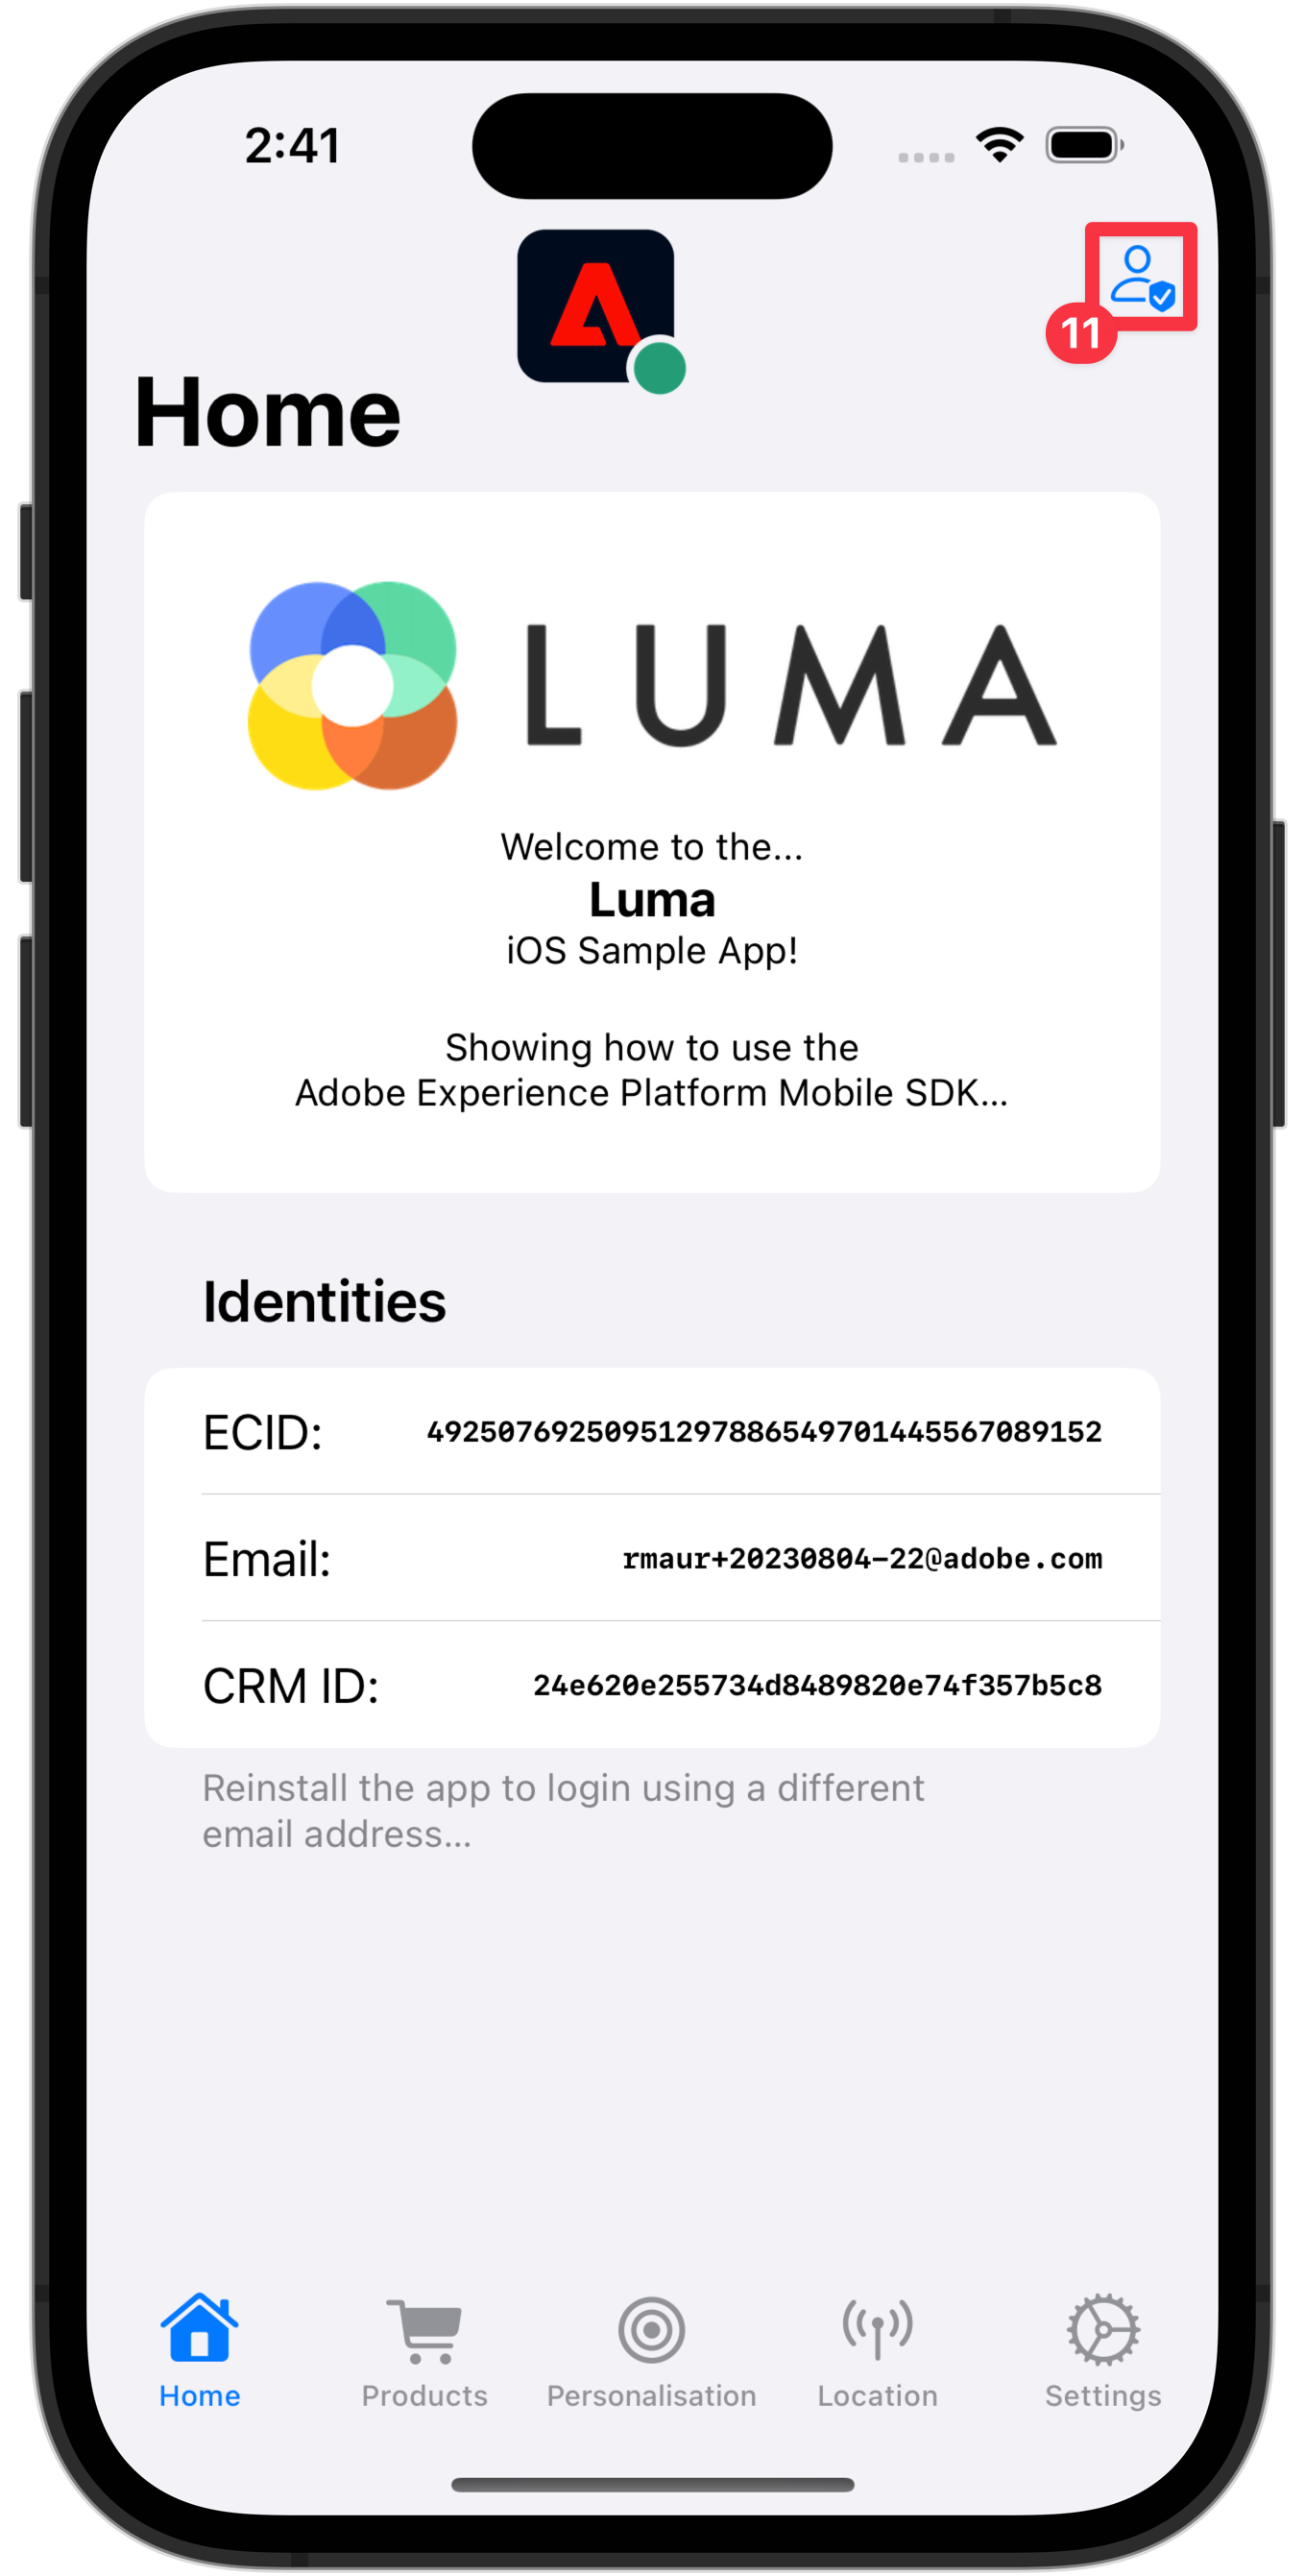 2:41
11
Home
LUMA
Welcome to the...
Luma
iOS Sample App!
Showing how to use the
Adobe Experience Platform Mobile SDK...
Identities
ECID: 49250769250951297886549701445567089152
Email: rmaur+20230804-22@adobe.com
CRM ID: 24e620e255734d8489820e74f357b5c8
Reinstall the app to login using a different
email address...
Home Products Personalisation Location Settings